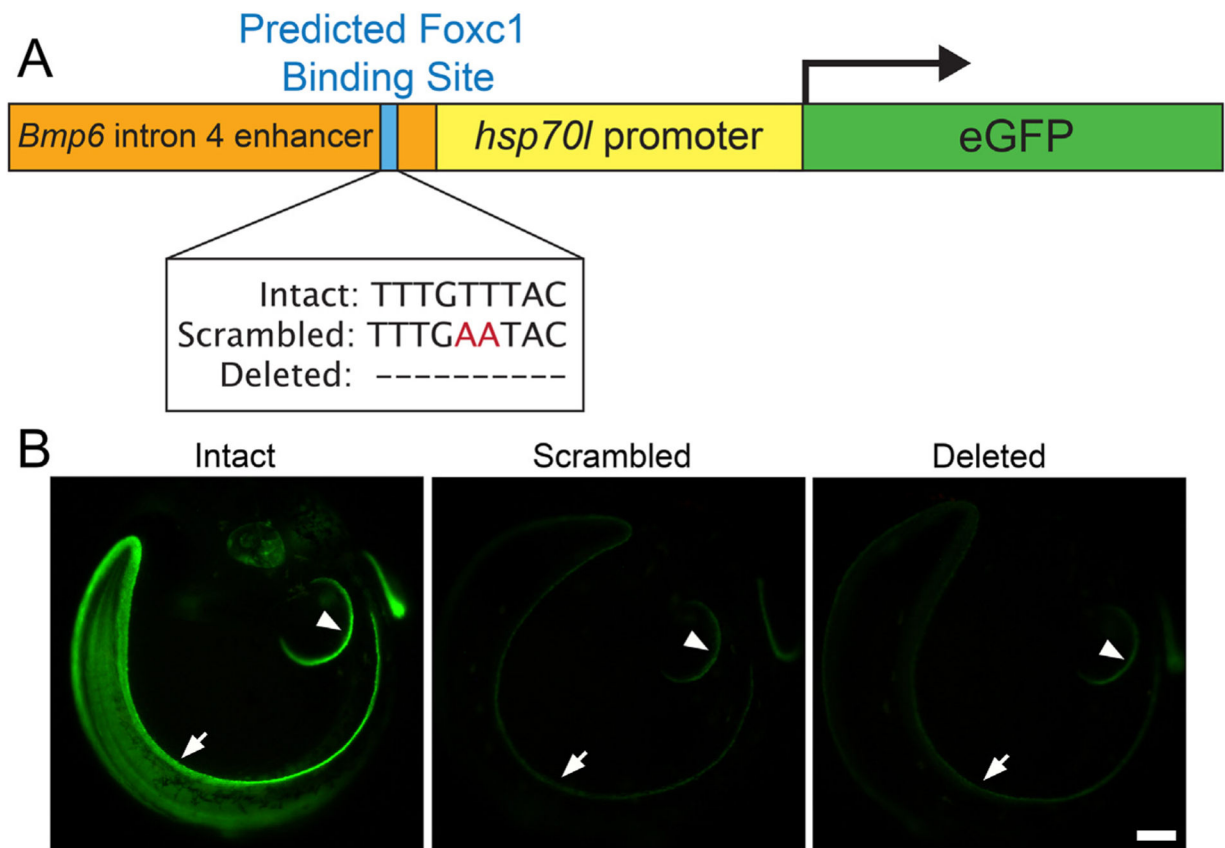 A
Predicted Foxc1
Binding Site
Bmp6 intron 4 enhancer
hsp70l promoter
eGFP
Intact: TTTGTTTAC
Scrambled: TTTGAATAC
Deleted: ----------
B
Intact
Scrambled
Deleted